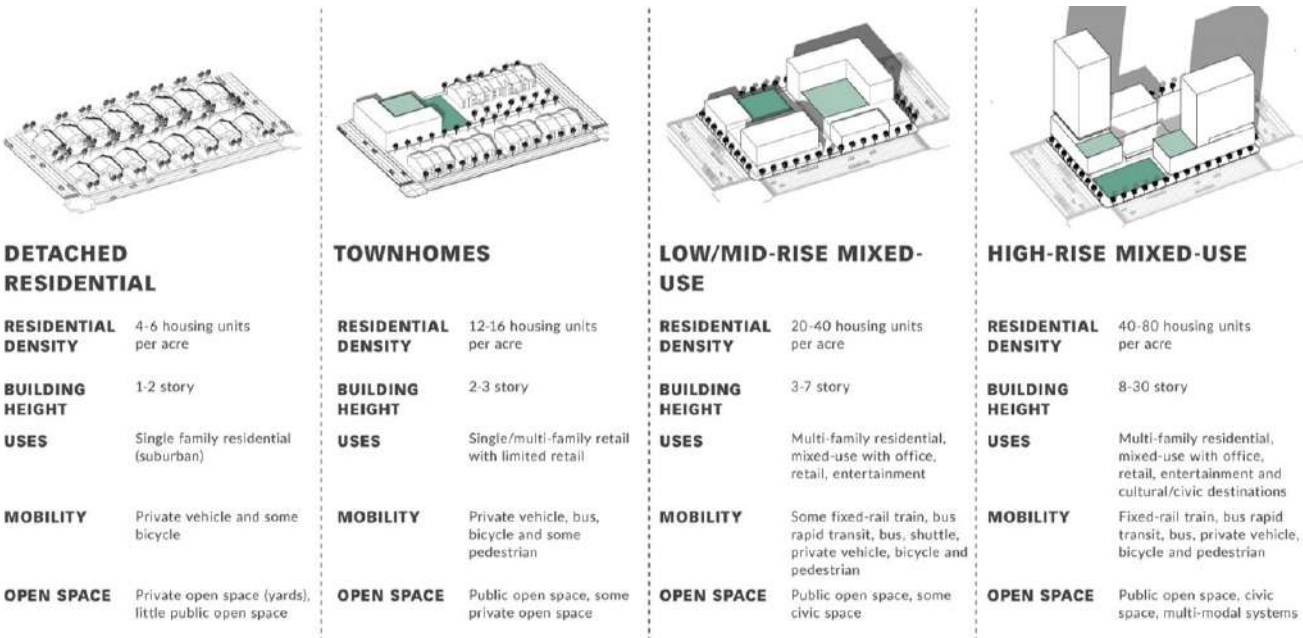 DETACHED
RESIDENTIAL
RESIDENTIAL
DENSITY
4-6 housing units
per acre
BUILDING
HEIGHT
1-2 story
USES
Single family residential
(suburban)
MOBILITY
Private vehicle and some
bicycle
OPEN SPACE
Private open space (yards),
little public open space
TOWNHOMES
RESIDENTIAL
DENSITY
12-16 housing units
per acre
BUILDING
HEIGHT
2-3 story
USES
Single/multi-family retail
with limited retail
MOBILITY
Private vehicle, bus,
bicycle and some
pedestrian
OPEN SPACE
Public open space, some
private open space
LOW/MID-RISE MIXED-
USE
RESIDENTIAL
DENSITY
20-40 housing units
per acre
BUILDING
HEIGHT
3-7 story
USES
Multi-family residential,
mixed-use with office,
retail, entertainment
MOBILITY
Some fixed-rail train, bus
rapid transit, bus, shuttle,
private vehicle, bicycle and
pedestrian
OPEN SPACE
Public open space, some
civic space
HIGH-RISE MIXED-USE
RESIDENTIAL
DENSITY
40-80 housing units
per acre
BUILDING
HEIGHT
8-30 story
USES
Multi-family residential,
mixed-use with office,
retail, entertainment and
cultural/civic destinations
MOBILITY
Fixed-rail train, bus rapid
transit, bus, private vehicle,
bicycle and pedestrian
OPEN SPACE
Public open space, civic
space, multi-modal systems